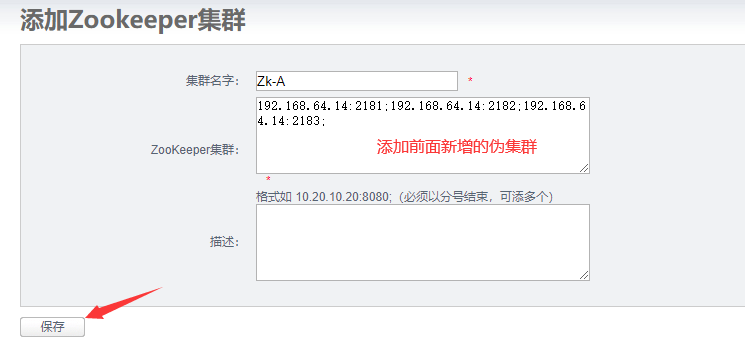 添加Zookeeper集群
集群名字： Zk-A *
ZooKeeper集群：
192.168.64.14:2181;192.168.64.14:2182;192.168.6
4.14:2183;
添加前面新增的伪集群
*
格式如 10.20.10.20:8080;（必须以分号结束，可添多个）
描述：
保存